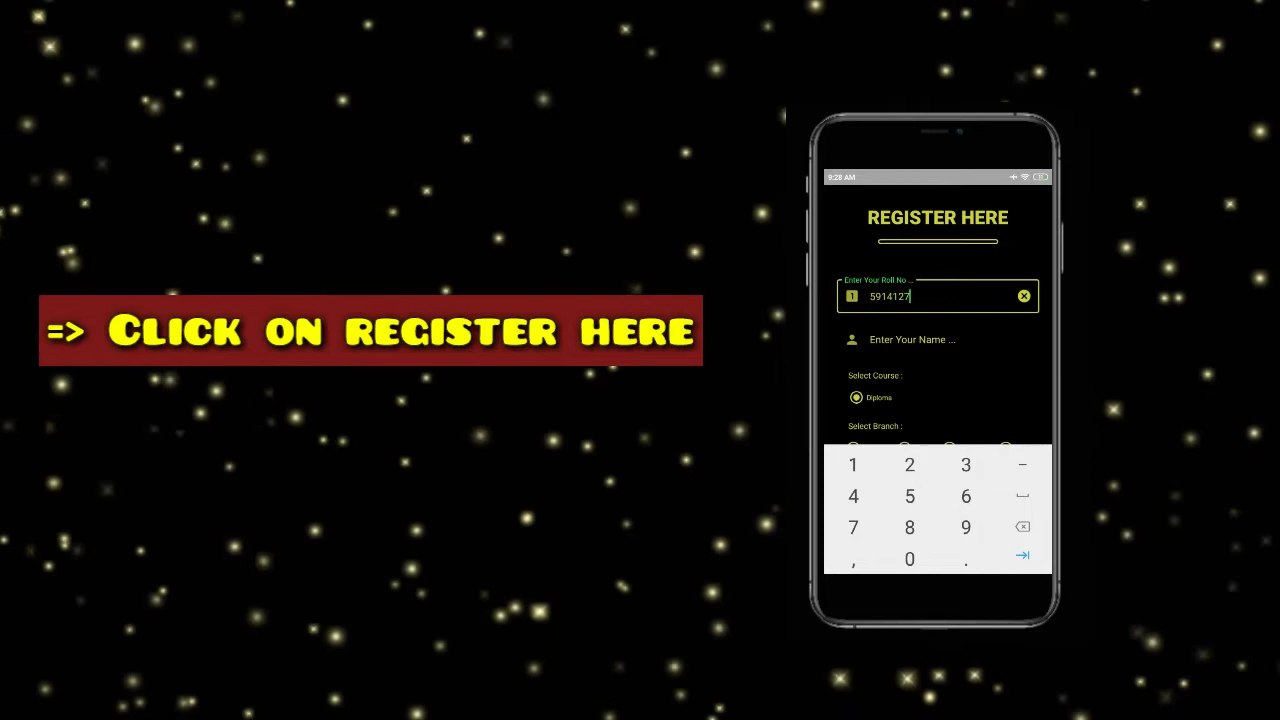 => Click on register here
9:28 AM
REGISTER HERE
Enter Your Roll No ...
1 5914127
Enter Your Name ...
Select Course :
Diploma
Select Branch :
1 2 3 –
4 5 6
7 8 9
, 0 .